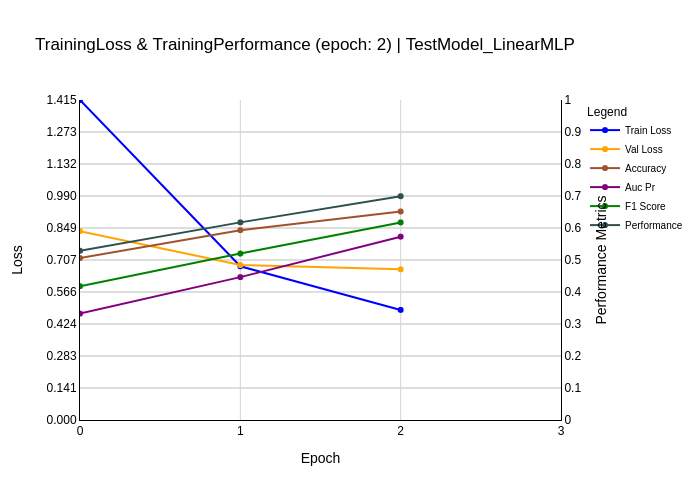 TrainingLoss & TrainingPerformance (epoch: 2) | TestModel_LinearMLP
1.415
1.273
1.132
0.990
0.849
0.707
0.566
0.424
0.283
0.141
0.000
Loss
0
1
2
3
Epoch
1
0.9
0.8
0.7
0.6
0.5
0.4
0.3
0.2
0.1
0
Performance Metrics
Legend
Train Loss
Val Loss
Accuracy
Auc Pr
F1 Score
Performance